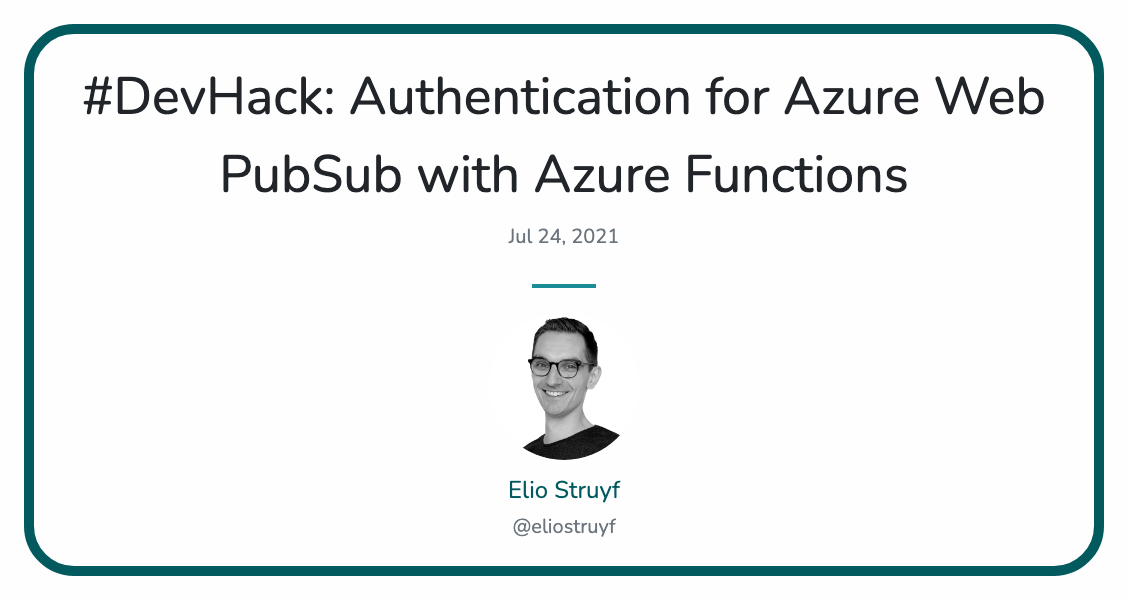 #DevHack: Authentication for Azure Web
PubSub with Azure Functions
Jul 24, 2021
Elio Struyf
@eliostruyf